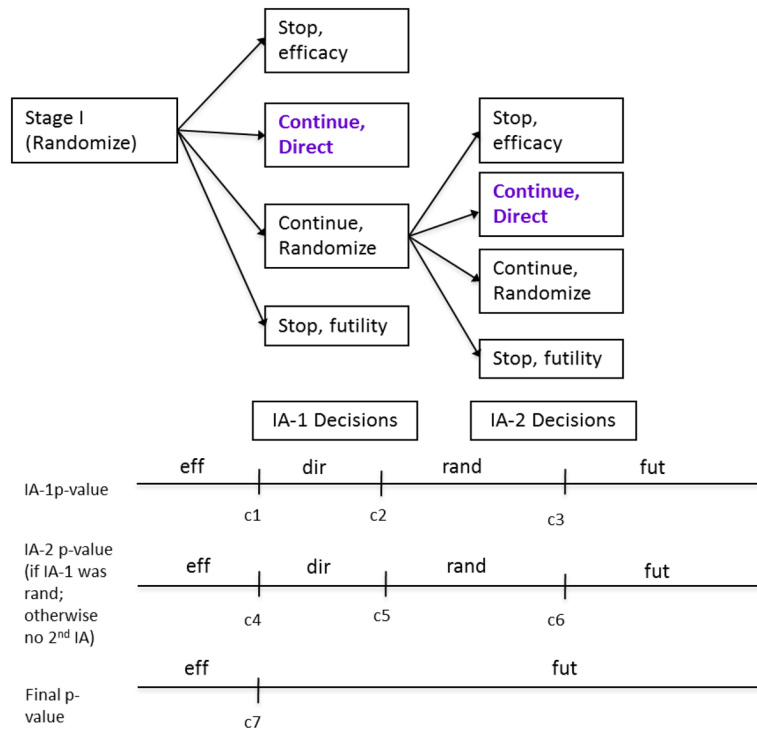 Stop,
efficacy
Stage I
(Randomize)
Continue,
Direct
Stop,
efficacy
Continue,
Direct
Continue,
Randomize
Continue,
Randomize
Stop, futility
Stop, futility
IA-1 Decisions
IA-2 Decisions
eff dir rand fut
IA-1p-value
c1 c2 c3
IA-2 p-value
(if IA-1 was
rand;
otherwise
no 2nd IA)
eff dir rand fut
c4 c5 c6
eff fut
Final p-
value
c7